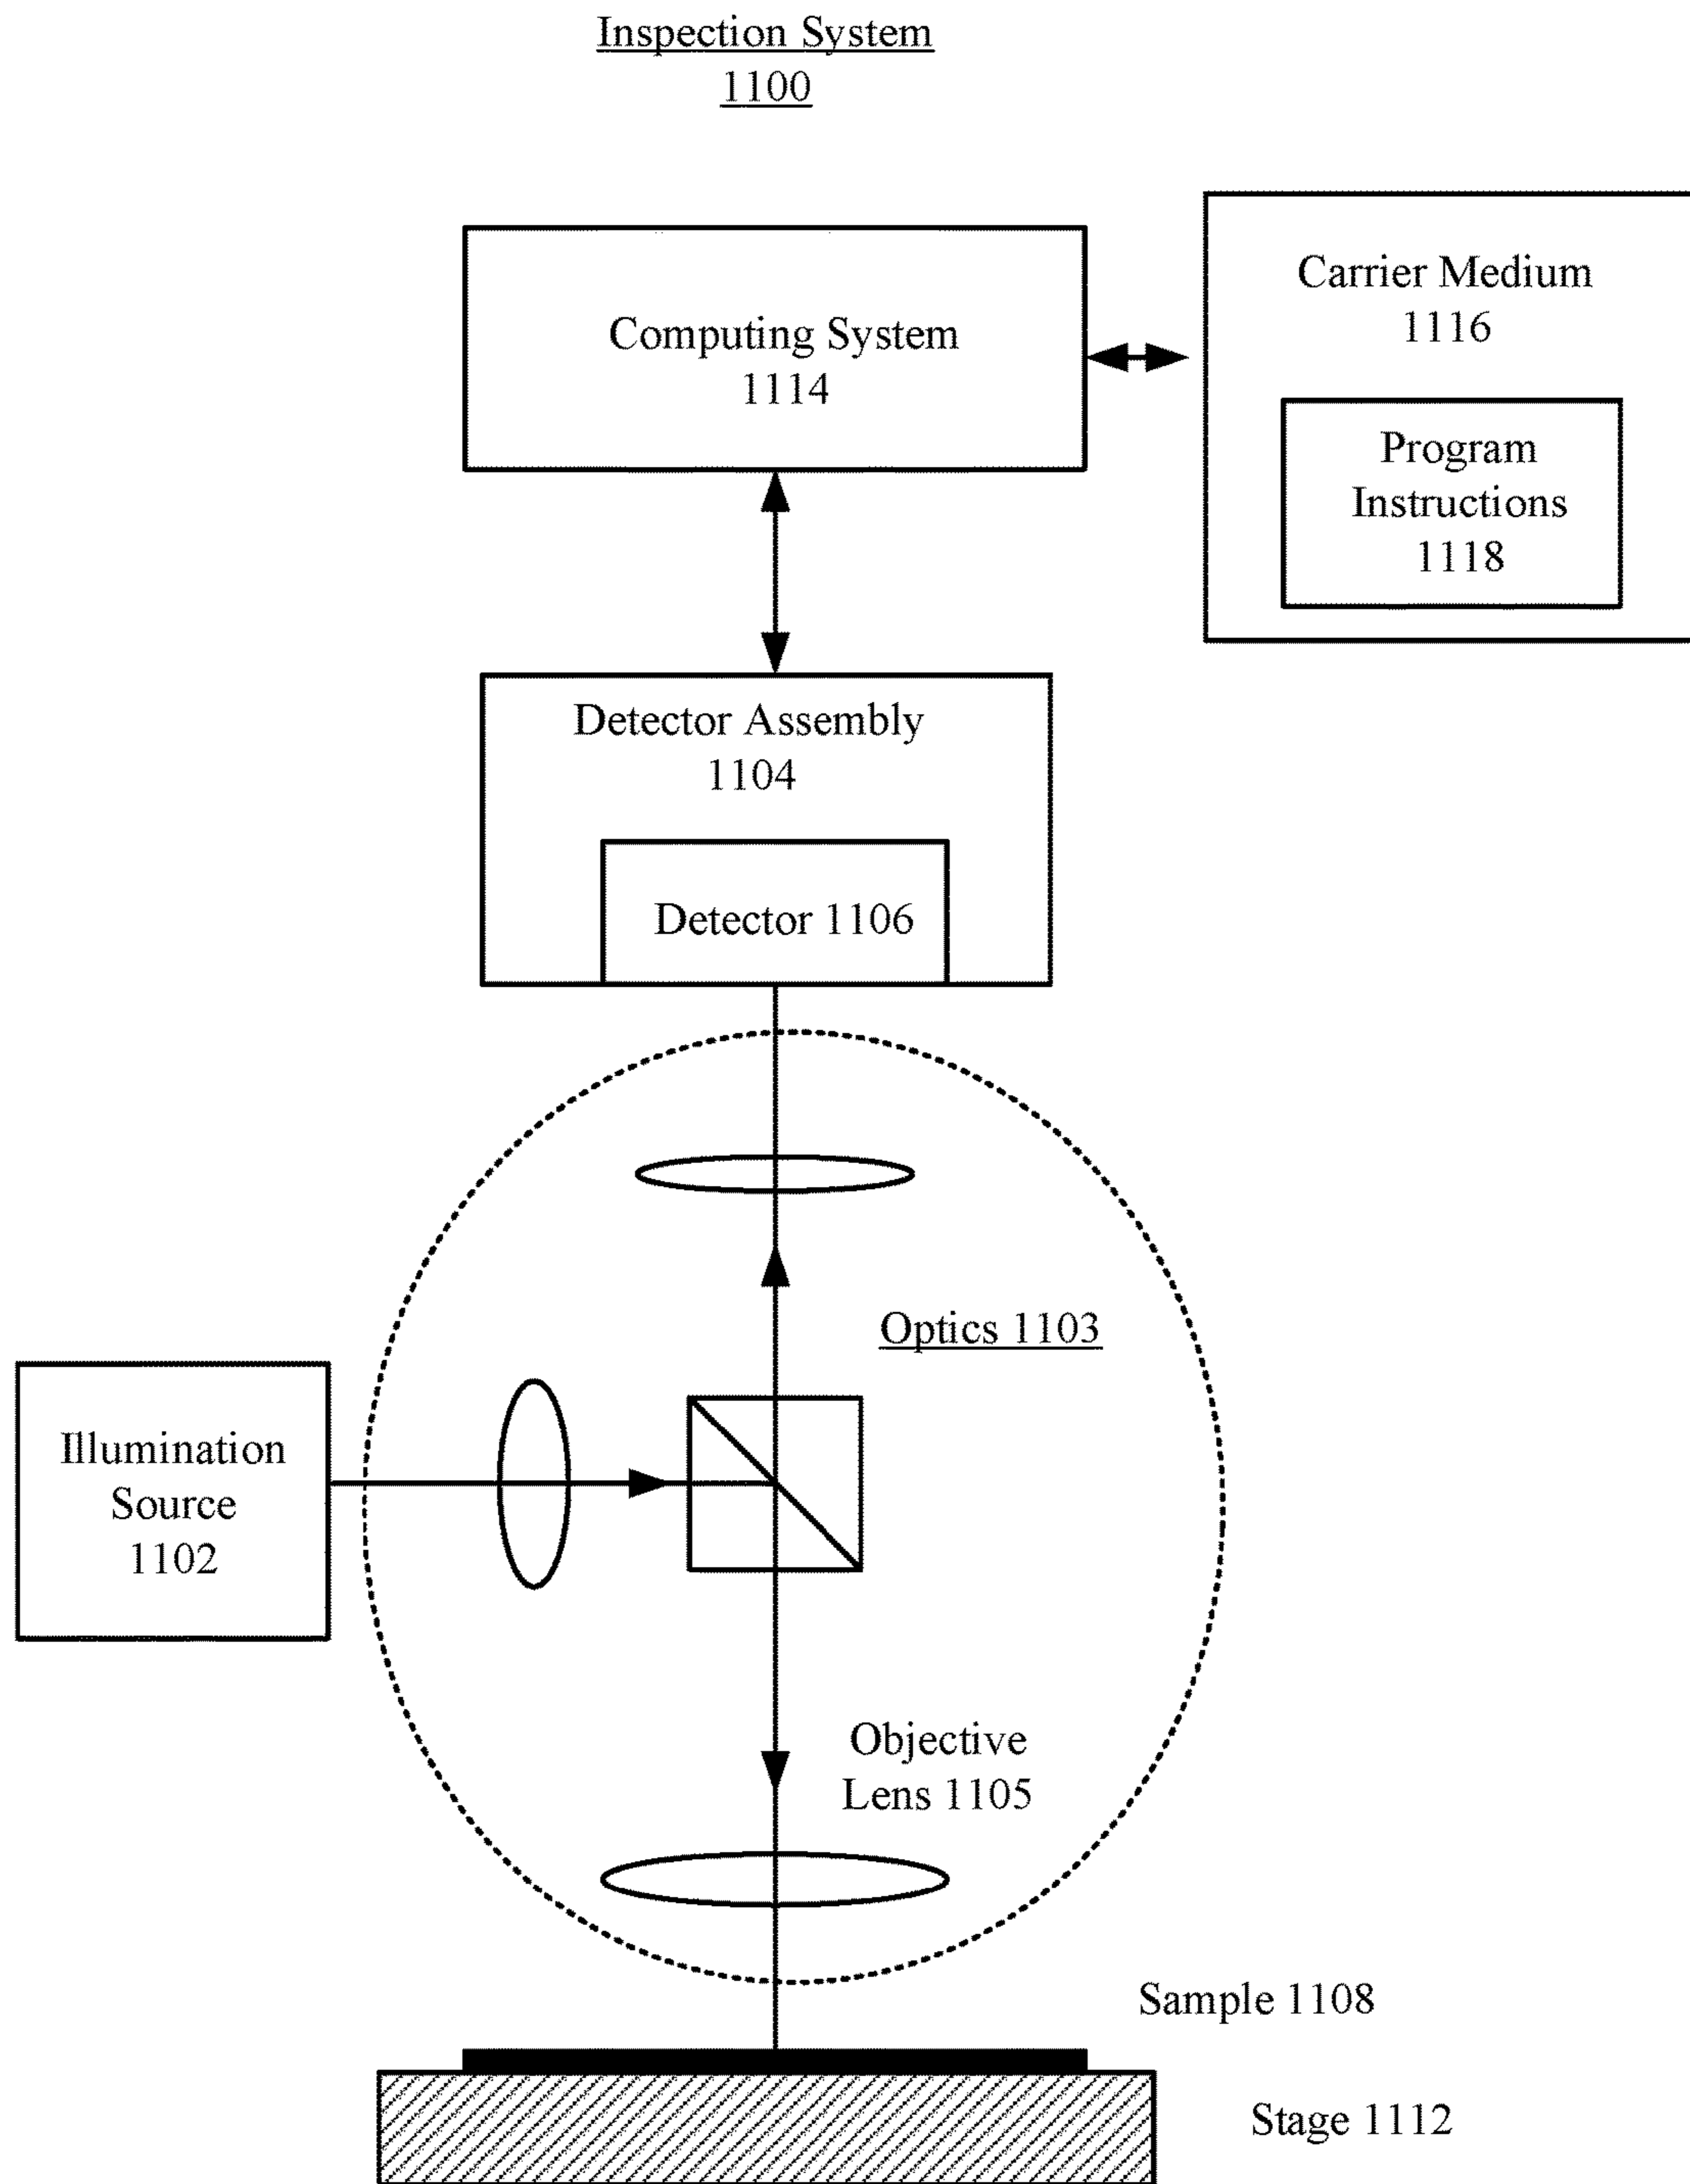 Inspection System
1100
Computing System
1114
Carrier Medium
1116
Program
Instructions
1118
Detector Assembly
1104
Detector 1106
Optics 1103
Illumination
Source
1102
Objective
Lens 1105
Sample 1108
Stage 1112